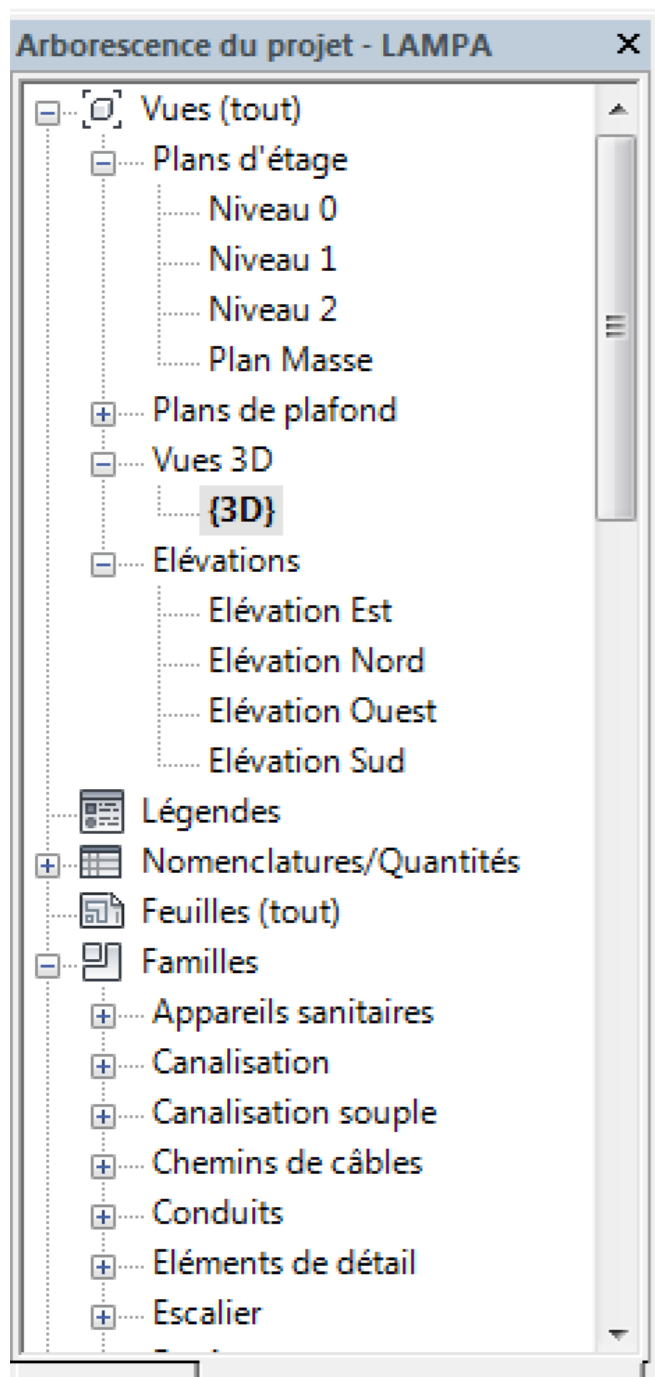 Arborescence du projet - LAMPA
Vues (tout)
Plans d'étage
Niveau 0
Niveau 1
Niveau 2
Plan Masse
Plans de plafond
Vues 3D
{3D}
Elévations
Elévation Est
Elévation Nord
Elévation Ouest
Elévation Sud
Légendes
Nomenclatures/Quantités
Feuilles (tout)
Familles
Appareils sanitaires
Canalisation
Canalisation souple
Chemins de câbles
Conduits
Eléments de détail
Escalier